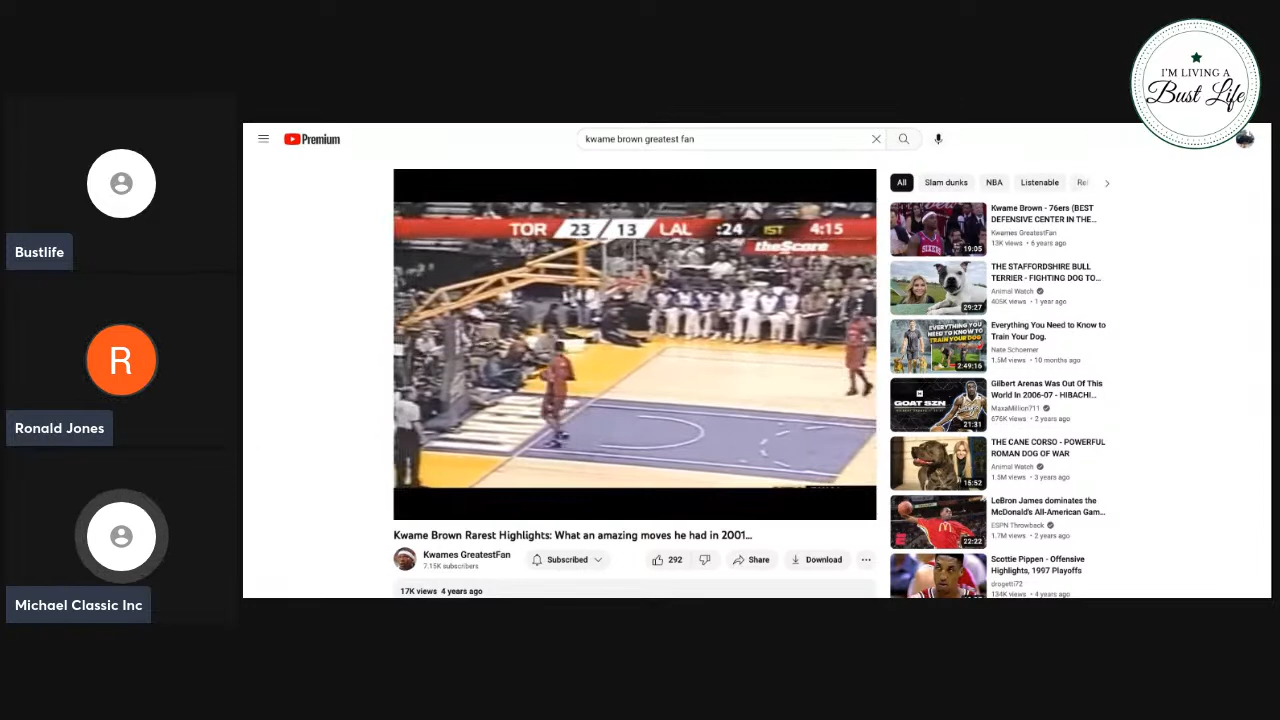 I'M LIVING A
Bust Life
Premium
kwame brown greatest fan
TOR 23 13 LAL :24 1ST 4:15
theScore
Bustlife
R
Ronald Jones
Michael Classic Inc
Kwame Brown Rarest Highlights: What an amazing moves he had in 2001...
Kwames GreatestFan
7.15K subscribers
Subscribed
292
Share
Download
17K views 4 years ago
All
Slam dunks
NBA
Listenable
Kwame Brown - 76ers (BEST
DEFENSIVE CENTER IN THE...
Kwames GreatestFan
13K views • 6 years ago
19:05
THE STAFFORDSHIRE BULL
TERRIER - FIGHTING DOG TO...
Animal Watch
405K views • 1 year ago
29:27
EVERYTHING YOU
NEED TO KNOW TO
TRAIN YOUR DOG.
Everything You Need to Know to
Train Your Dog.
Nate Schoemer
1.5M views • 10 months ago
2:49:16
GOAT SZN
Gilbert Arenas Was Out Of This
World In 2006-07 - HIBACHI...
MaxaMillion711
676K views • 2 years ago
21:31
THE CANE CORSO - POWERFUL
ROMAN DOG OF WAR
Animal Watch
1.5M views • 3 years ago
15:52
LeBron James dominates the
McDonald's All-American Gam...
ESPN Throwback
1.7M views • 2 years ago
22:22
Scottie Pippen - Offensive
Highlights, 1997 Playoffs
drogetti72
134K views • 4 years ago